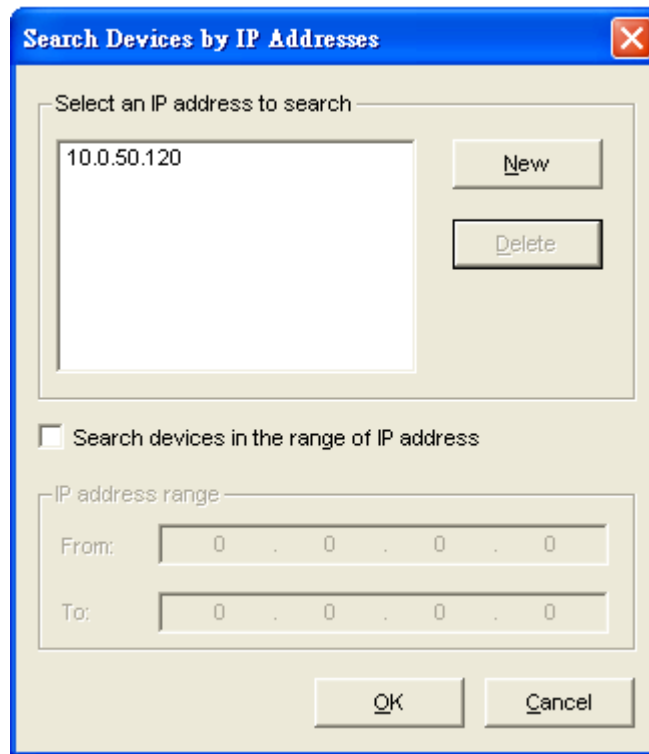 Search Devices by IP Addresses
Select an IP address to search
10.0.50.120
New
Delete
Search devices in the range of IP address
IP address range
From: 0 . 0 . 0 . 0
To: 0 . 0 . 0 . 0
OK Cancel